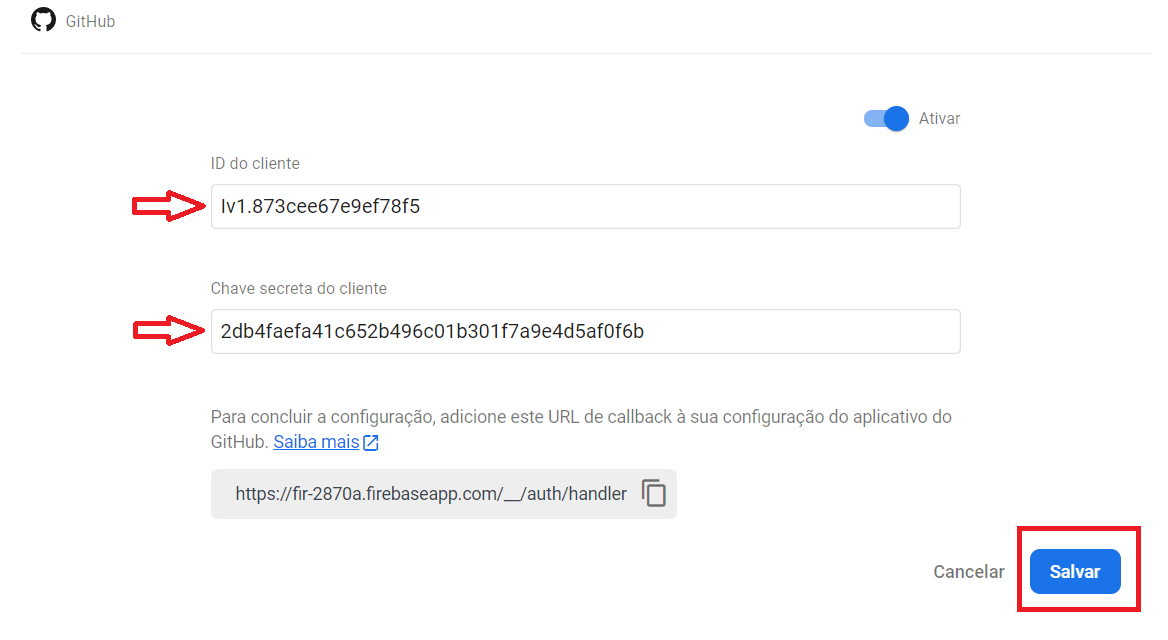 GitHub
Ativar
ID do cliente
Iv1.873cee67e9ef78f5
Chave secreta do cliente
2db4faefa41c652b496c01b301f7a9e4d5af0f6b
Para concluir a configuração, adicione este URL de callback à sua configuração do aplicativo do
GitHub. Saiba mais
https://fir-2870a.firebaseapp.com/__/auth/handler
Cancelar
Salvar